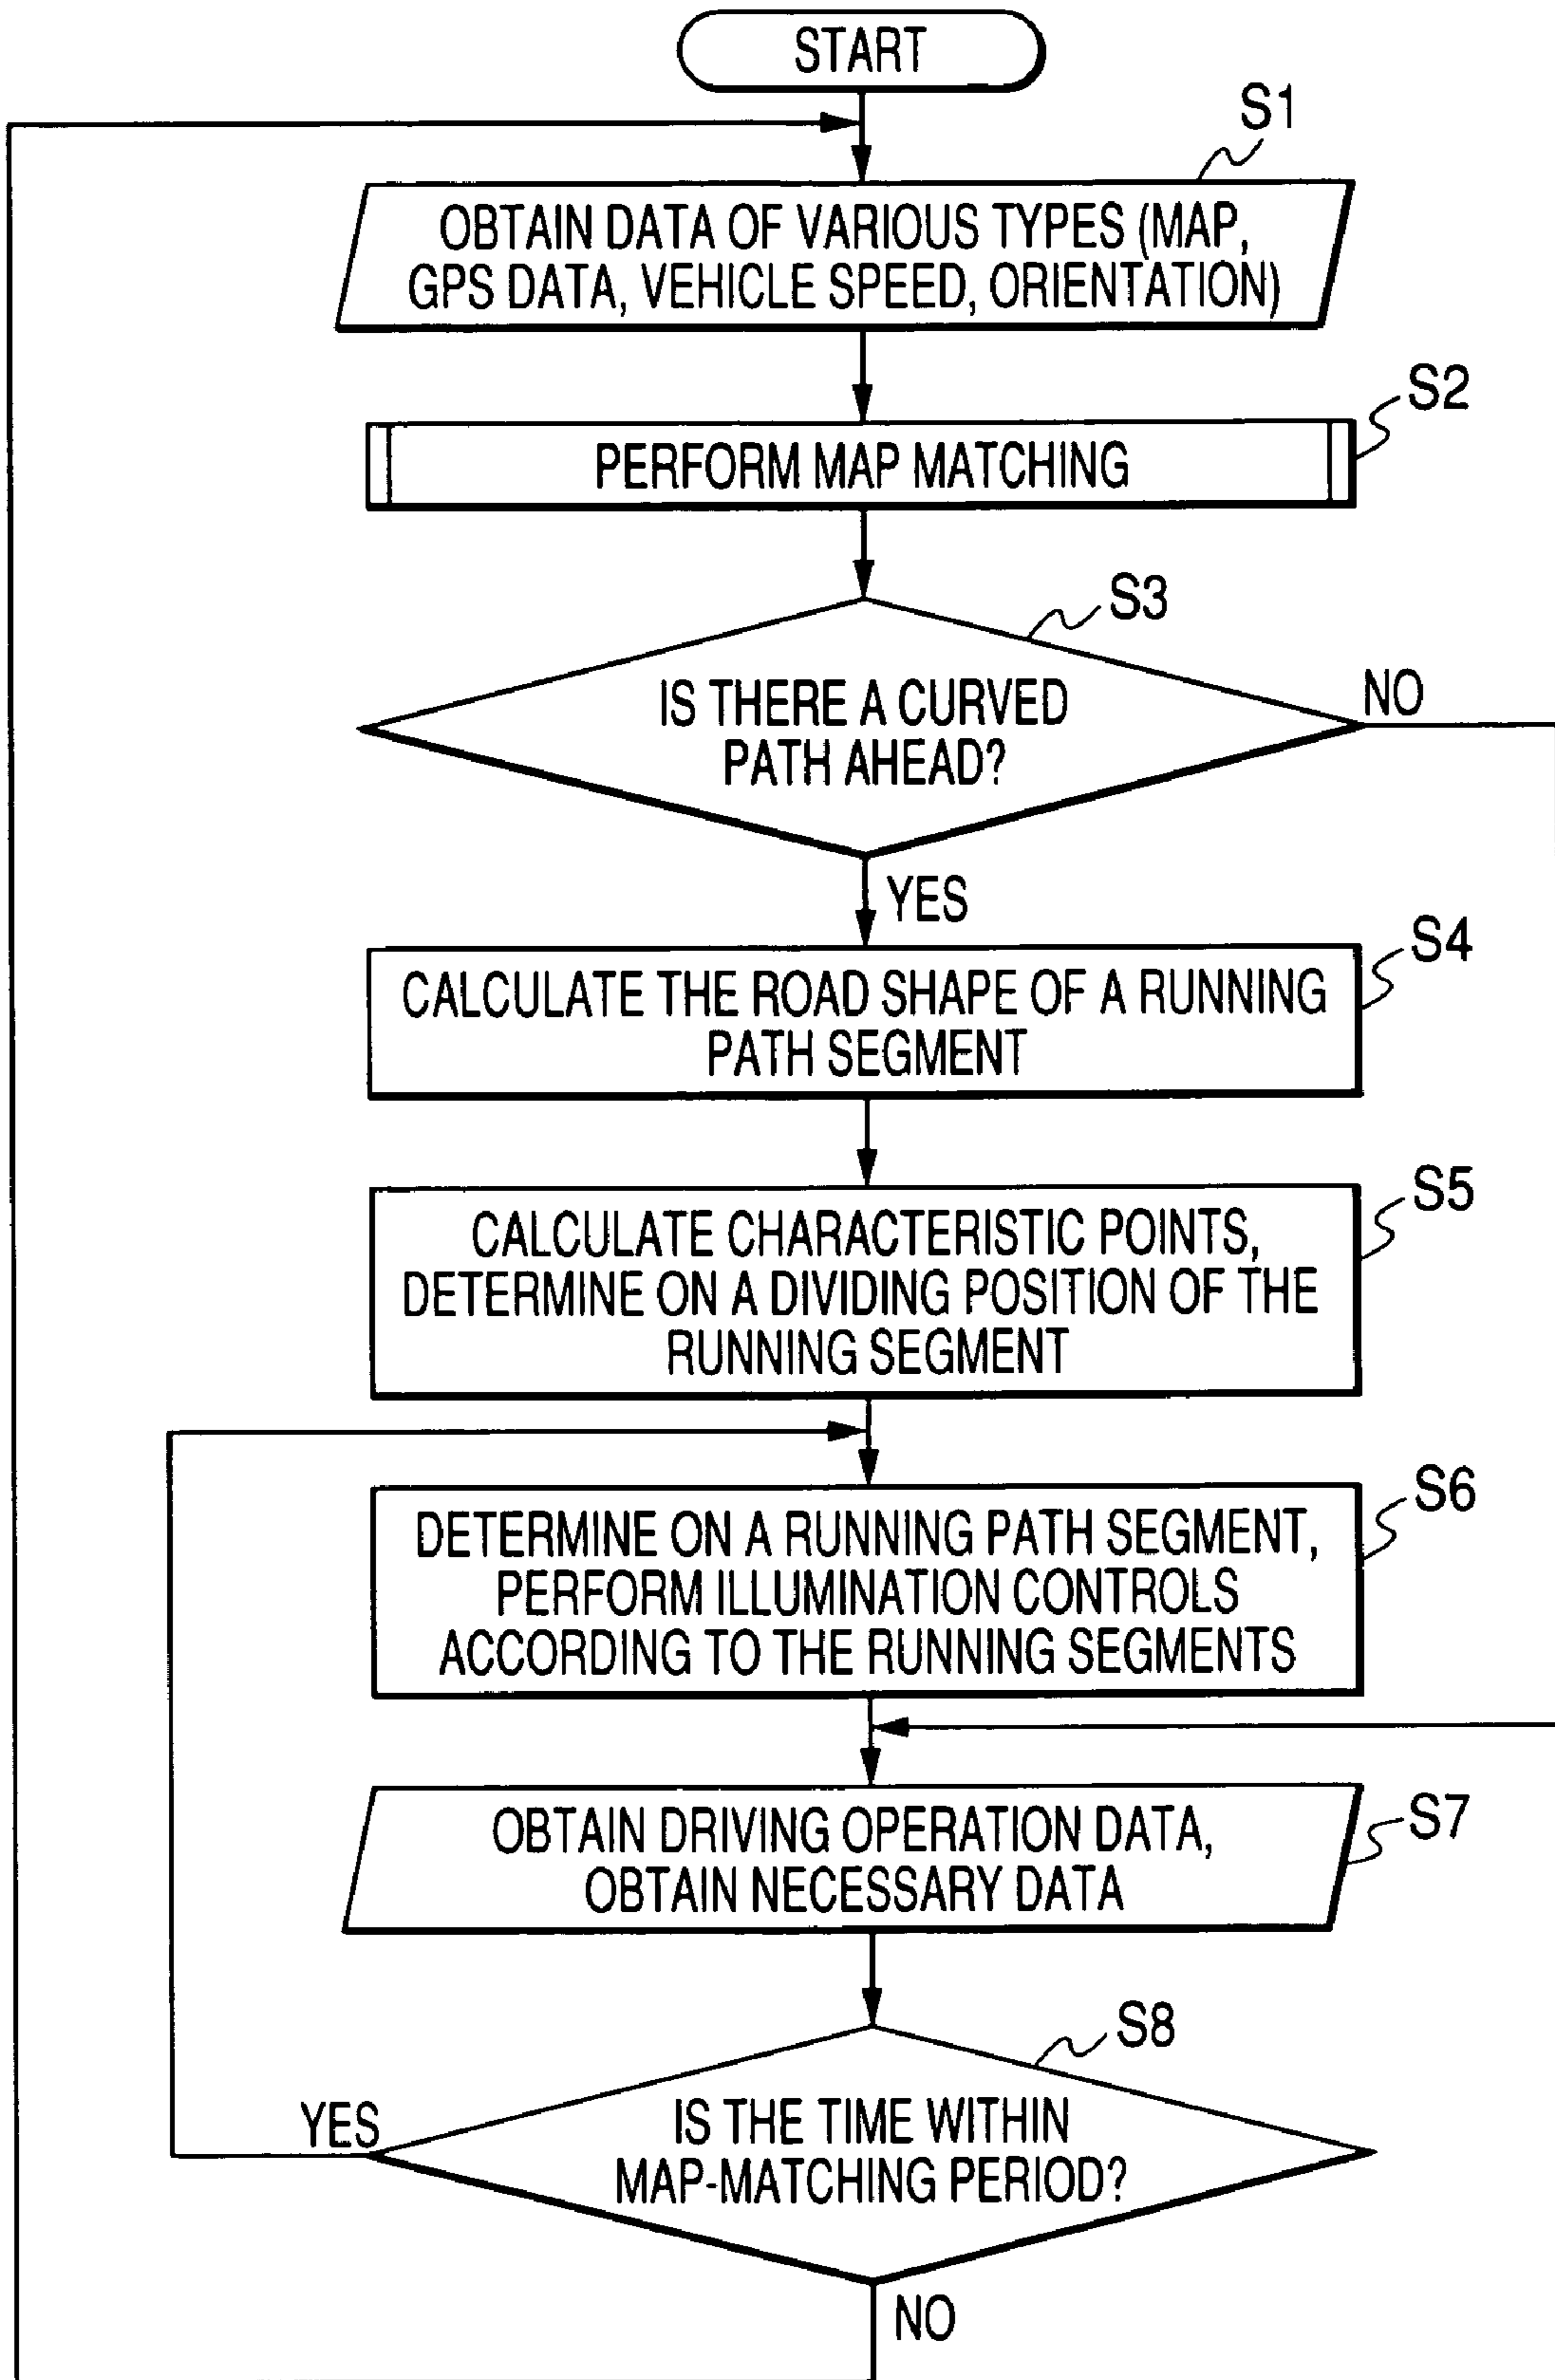 START
S1
OBTAIN DATA OF VARIOUS TYPES (MAP,
GPS DATA, VEHICLE SPEED, ORIENTATION)
S2
PERFORM MAP MATCHING
S3
IS THERE A CURVED
PATH AHEAD?
NO
YES
S4
CALCULATE THE ROAD SHAPE OF A RUNNING
PATH SEGMENT
S5
CALCULATE CHARACTERISTIC POINTS,
DETERMINE ON A DIVIDING POSITION OF THE
RUNNING SEGMENT
S6
DETERMINE ON A RUNNING PATH SEGMENT,
PERFORM ILLUMINATION CONTROLS
ACCORDING TO THE RUNNING SEGMENTS
S7
OBTAIN DRIVING OPERATION DATA,
OBTAIN NECESSARY DATA
S8
YES
IS THE TIME WITHIN
MAP-MATCHING PERIOD?
NO